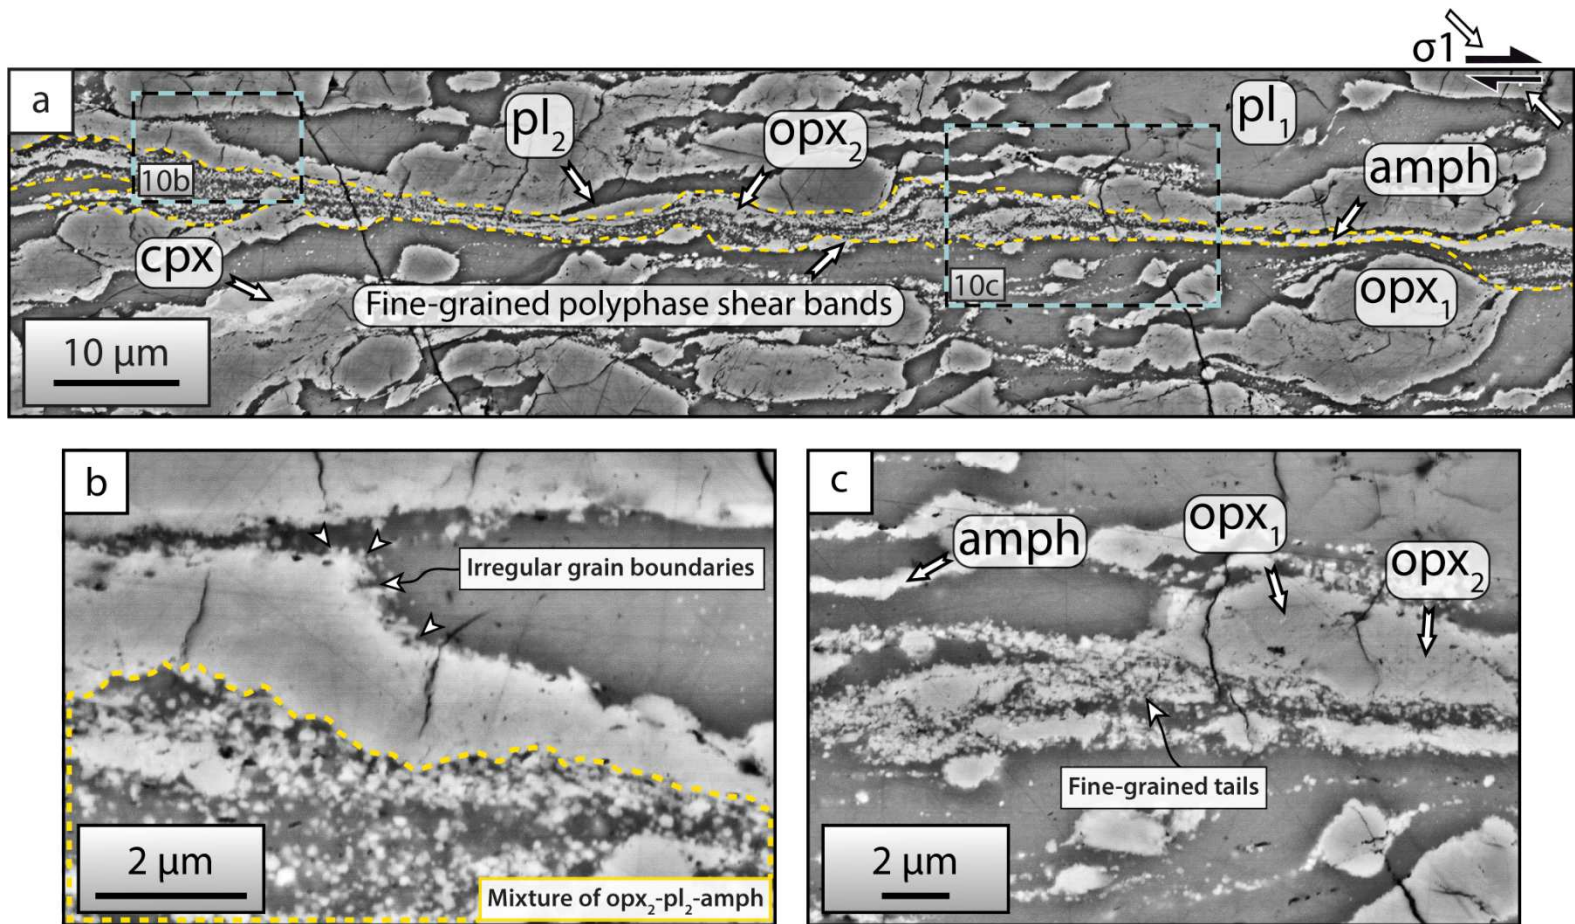 σ1
a
pl₂
opx₂
pl₁
amph
10b
cpx
Fine-grained polyphase shear bands
10c
opx₁
10 µm
b
Irregular grain boundaries
2 µm
Mixture of opx₂-pl₂-amph
c
amph
opx₁
opx₂
Fine-grained tails
2 µm